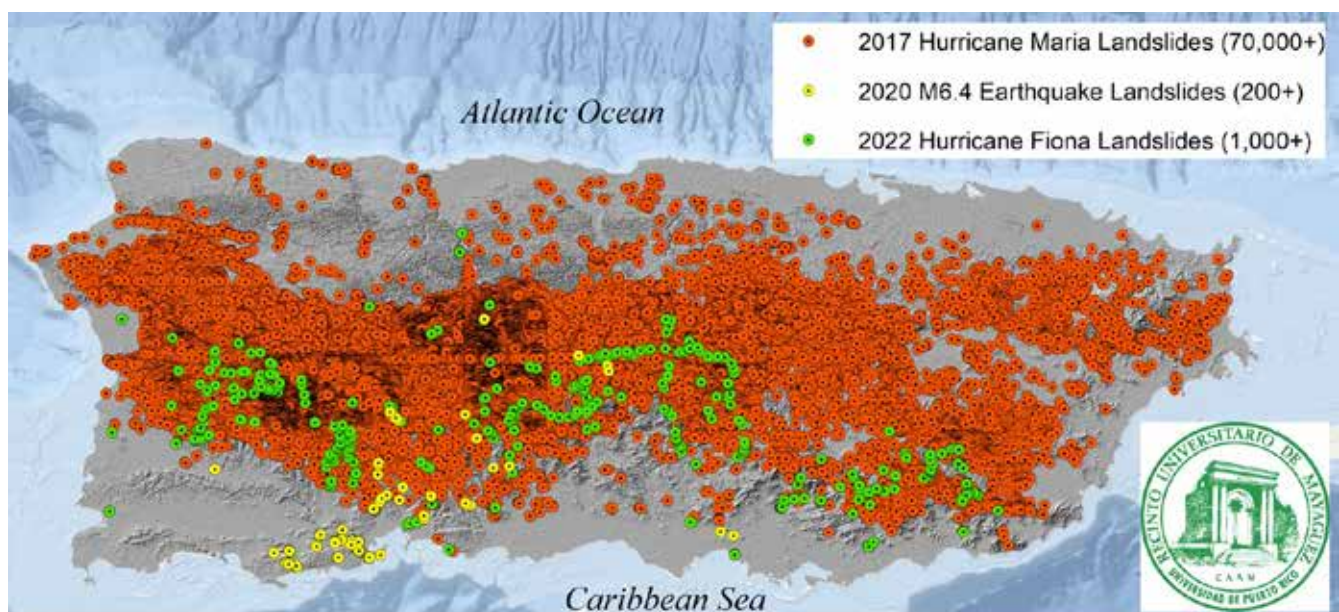 2017 Hurricane Maria Landslides (70,000+)
2020 M6.4 Earthquake Landslides (200+)
2022 Hurricane Fiona Landslides (1,000+)
Atlantic Ocean
Caribbean Sea
RECINTO UNIVERSITARIO DE MAYAGÜEZ
C A A M
UNIVERSIDAD DE PUERTO RICO